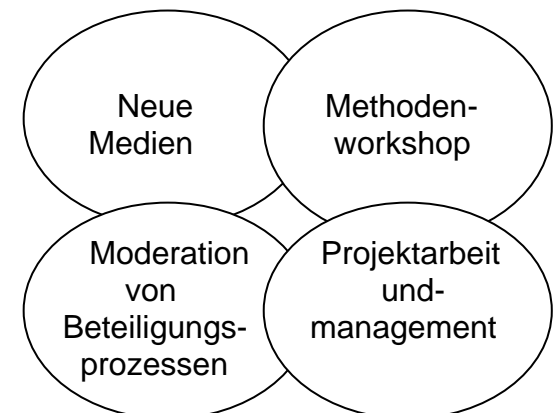 Neue
Medien
Methoden-
workshop
Moderation
von
Beteiligungs-
prozessen
Projektarbeit
und-
management